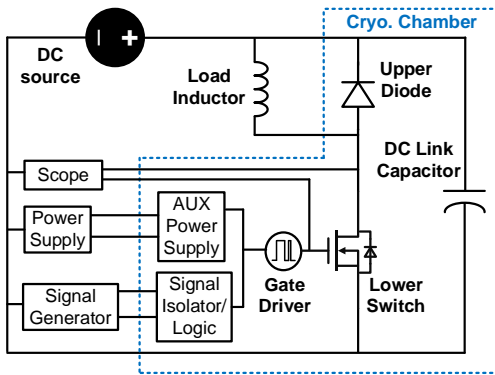 Cryo. Chamber
DC
source
Load
Inductor
Upper
Diode
DC Link
Capacitor
Scope
Power
Supply
AUX
Power
Supply
Signal
Generator
Signal
Isolator/
Logic
Gate
Driver
Lower
Switch